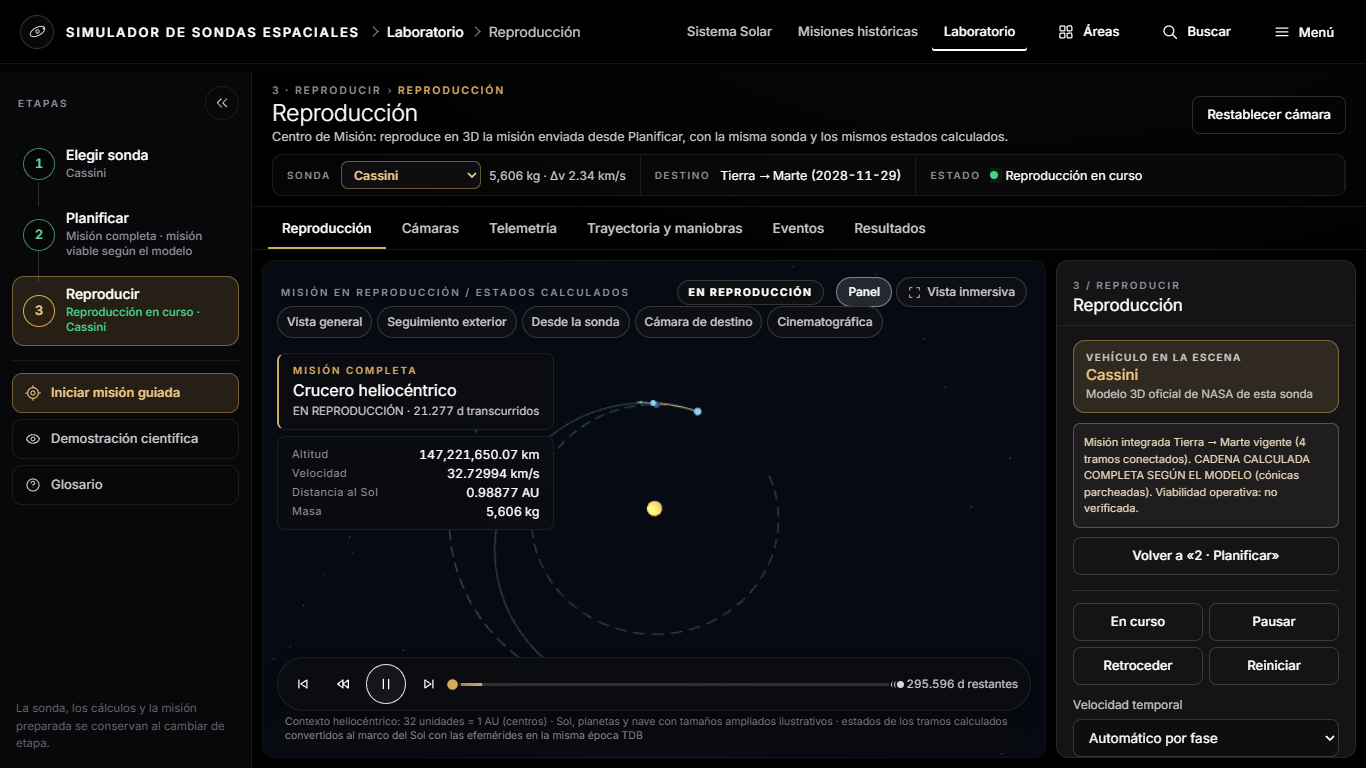 SIMULADOR DE SONDAS ESPACIALES > Laboratorio > Reproducción
Sistema Solar
Misiones históricas
Laboratorio
Áreas
Buscar
Menú
ETAPAS
1
Elegir sonda
Cassini
2
Planificar
Misión completa · misión
viable según el modelo
3
Reproducir
Reproducción en curso ·
Cassini
Iniciar misión guiada
Demostración científica
Glosario
La sonda, los cálculos y la misión
preparada se conservan al cambiar de
etapa.
3 · REPRODUCIR › REPRODUCCIÓN
Reproducción
Centro de Misión: reproduce en 3D la misión enviada desde Planificar, con la misma sonda y los mismos estados calculados.
Restablecer cámara
SONDA
Cassini
5,606 kg · Δv 2.34 km/s
DESTINO
Tierra → Marte (2028-11-29)
ESTADO
Reproducción en curso
Reproducción
Cámaras
Telemetría
Trayectoria y maniobras
Eventos
Resultados
MISIÓN EN REPRODUCCIÓN / ESTADOS CALCULADOS
EN REPRODUCCIÓN
Panel
Vista inmersiva
Vista general
Seguimiento exterior
Desde la sonda
Cámara de destino
Cinematográfica
MISIÓN COMPLETA
Crucero heliocéntrico
EN REPRODUCCIÓN · 21.277 d transcurridos
Altitud 147,221,650.07 km
Velocidad 32.72994 km/s
Distancia al Sol 0.98877 AU
Masa 5,606 kg
295.596 d restantes
Contexto heliocéntrico: 32 unidades = 1 AU (centros) · Sol, planetas y nave con tamaños ampliados ilustrativos · estados de los tramos calculados
convertidos al marco del Sol con las efemérides en la misma época TDB
3 / REPRODUCIR
Reproducción
VEHÍCULO EN LA ESCENA
Cassini
Modelo 3D oficial de NASA de esta sonda
Misión integrada Tierra → Marte vigente (4
tramos conectados). CADENA CALCULADA
COMPLETA SEGÚN EL MODELO (cónicas
parcheadas). Viabilidad operativa: no
verificada.
Volver a «2 · Planificar»
En curso
Pausar
Retroceder
Reiniciar
Velocidad temporal
Automático por fase